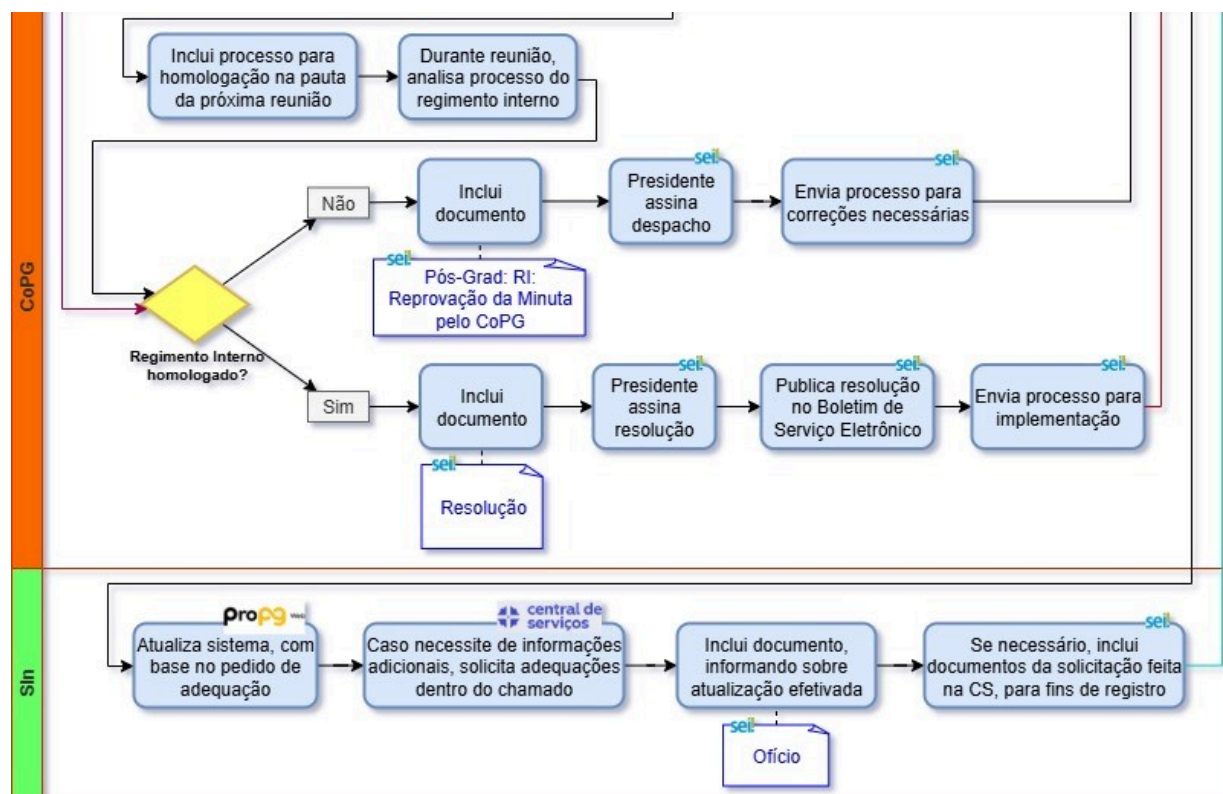 CoPG
Inclui processo para
homologação na pauta
da próxima reunião
Durante reunião,
analisa processo do
regimento interno
Não
Inclui
documento
sei!
Presidente
assina
despacho
sei!
Envia processo para
correções necessárias
sei!
Pós-Grad: RI:
Reprovação da Minuta
pelo CoPG
Regimento Interno
homologado?
Sim
Inclui
documento
sei!
Presidente
assina
resolução
sei!
Publica resolução
no Boletim de
Serviço Eletrônico
sei!
Envia processo para
implementação
sei!
Resolução
SIn
propg
Atualiza sistema, com
base no pedido de
adequação
central de
serviços
Caso necessite de informações
adicionais, solicita adequações
dentro do chamado
Inclui documento,
informando sobre
atualização efetivada
sei!
Se necessário, inclui
documentos da solicitação feita
na CS, para fins de registro
sei!
Ofício